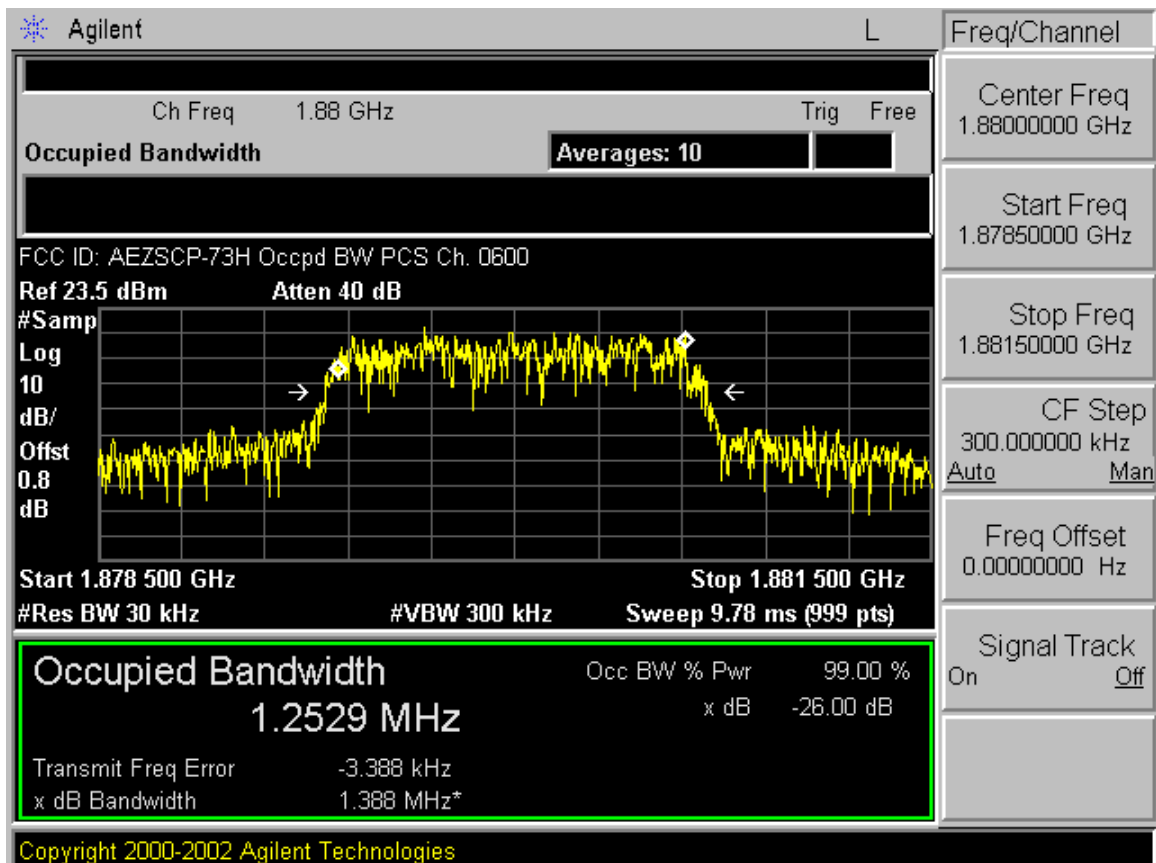 Agilent L
Freq/Channel
Ch Freq 1.88 GHz Trig Free
Occupied Bandwidth Averages: 10
FCC ID: AEZSCP-73H Occpd BW PCS Ch. 0600
Ref 23.5 dBm Atten 40 dB
#Samp
Log
10
dB/
Offst
0.8
dB
Start 1.878 500 GHz Stop 1.881 500 GHz
#Res BW 30 kHz #VBW 300 kHz Sweep 9.78 ms (999 pts)
Occupied Bandwidth Occ BW % Pwr 99.00 %
1.2529 MHz x dB -26.00 dB
Transmit Freq Error -3.388 kHz
x dB Bandwidth 1.388 MHz*
Center Freq
1.88000000 GHz
Start Freq
1.87850000 GHz
Stop Freq
1.88150000 GHz
CF Step
300.000000 kHz
Auto Man
Freq Offset
0.00000000 Hz
Signal Track
On Off
Copyright 2000-2002 Agilent Technologies